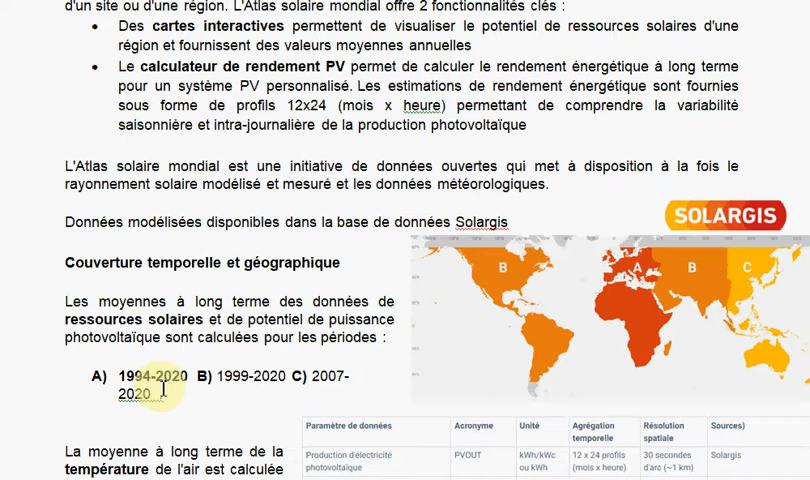 d'un site ou d'une région. L'Atlas solaire mondial offre 2 fonctionnalités clés :
• Des cartes interactives permettent de visualiser le potentiel de ressources solaires d'une
région et fournissent des valeurs moyennes annuelles
• Le calculateur de rendement PV permet de calculer le rendement énergétique à long terme
pour un système PV personnalisé. Les estimations de rendement énergétique sont fournies
sous forme de profils 12x24 (mois x heure) permettant de comprendre la variabilité
saisonnière et intra-journalière de la production photovoltaïque
L'Atlas solaire mondial est une initiative de données ouvertes qui met à disposition à la fois le
rayonnement solaire modélisé et mesuré et les données météorologiques.
Données modélisées disponibles dans la base de données Solargis
SOLARGIS
Couverture temporelle et géographique
B
A
B
C
Les moyennes à long terme des données de
ressources solaires et de potentiel de puissance
photovoltaïque sont calculées pour les périodes :
A) 1994-2020 B) 1999-2020 C) 2007-
2020
La moyenne à long terme de la
température de l'air est calculée
Paramètre de données Acronyme Unité Agrégation temporelle Résolution spatiale Sources)
Production d'électricité photovoltaïque PVOUT kWh/kWc ou kWh 12 x 24 profils (mois x heure) 30 secondes d'arc (~1 km) Solargis